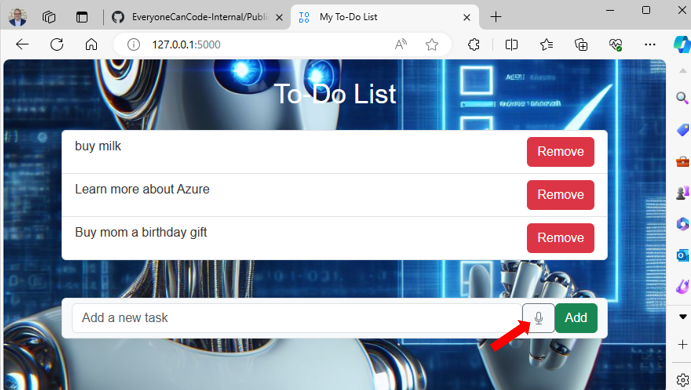 EveryoneCanCode-Internal/Public
My To-Do List
127.0.0.1:5000
To-Do List
buy milk
Remove
Learn more about Azure
Remove
Buy mom a birthday gift
Remove
Add a new task
Add